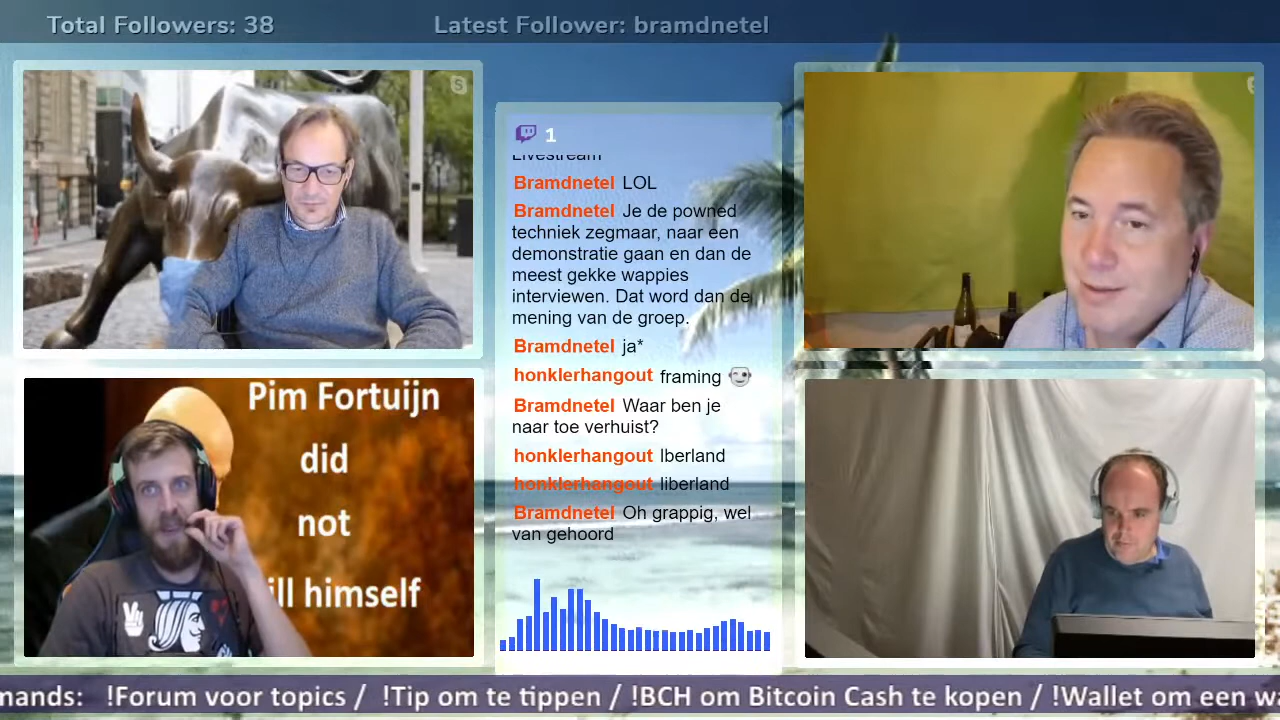 Total Followers: 38
Latest Follower: bramdnetel
1
Livestream
Bramdnetel LOL
Bramdnetel Je de powned
techniek zegmaar, naar een
demonstratie gaan en dan de
meest gekke wappies
interviewen. Dat word dan de
mening van de groep.
Bramdnetel ja*
honklerhangout framing
Bramdnetel Waar ben je
naar toe verhuist?
honklerhangout Iberland
honklerhangout liberland
Bramdnetel Oh grappig, wel
van gehoord
Pim Fortuijn
did
not
ill himself
mands: !Forum voor topics / !Tip om te tippen / !BCH om Bitcoin Cash te kopen / !Wallet om een w